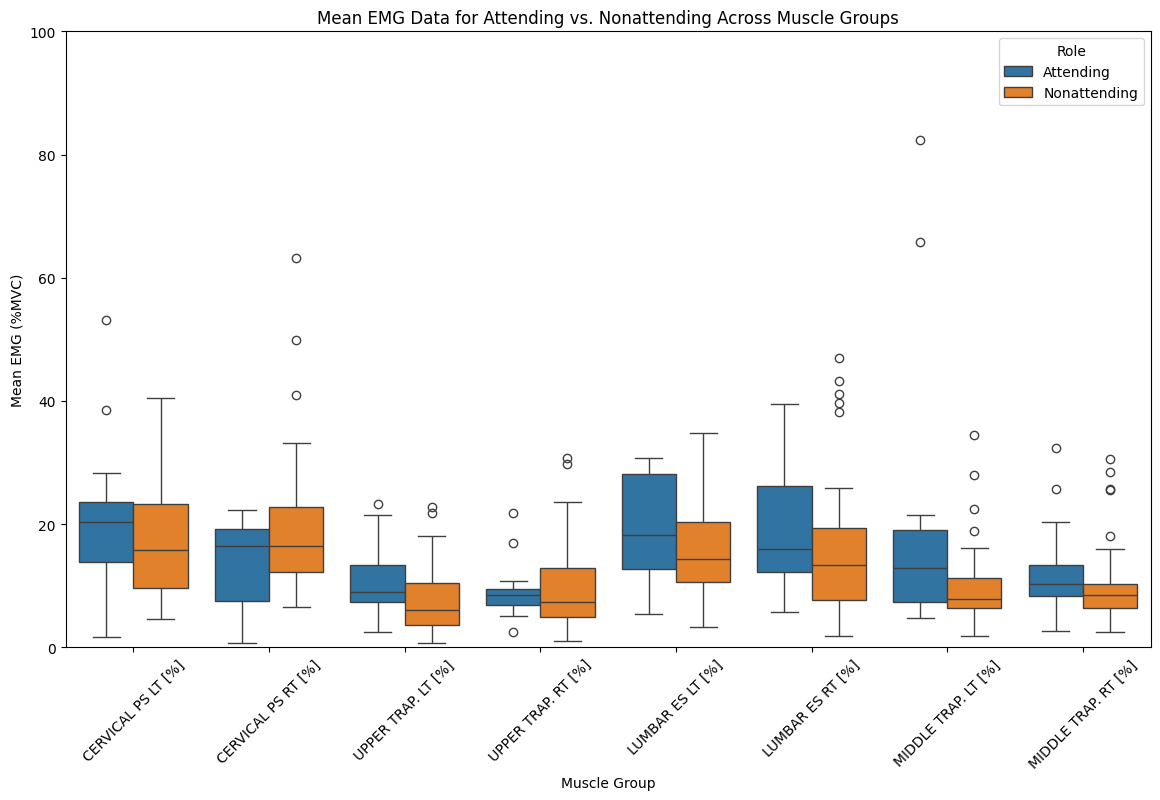 Mean EMG Data for Attending vs. Nonattending Across Muscle Groups
Role
Attending
Nonattending
Mean EMG (%MVC)
100
80
60
40
20
0
CERVICAL PS LT [%]
CERVICAL PS RT [%]
UPPER TRAP. LT [%]
UPPER TRAP. RT [%]
LUMBAR ES LT [%]
LUMBAR ES RT [%]
MIDDLE TRAP. LT [%]
MIDDLE TRAP. RT [%]
Muscle Group